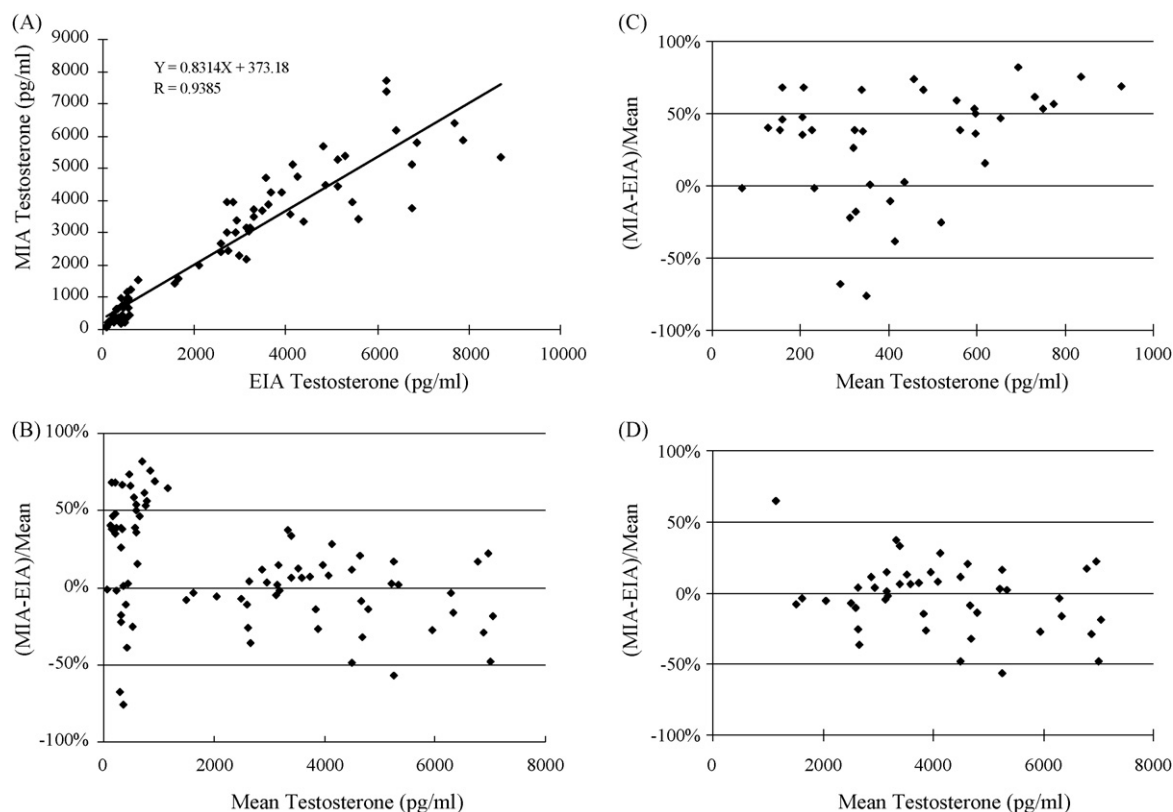 (A)
9000
8000
7000
6000
5000
4000
3000
2000
1000
0
MIA Testosterone (pg/ml)
Y = 0.8314X + 373.18
R = 0.9385
0 2000 4000 6000 8000 10000
EIA Testosterone (pg/ml)
(C)
100%
50%
0%
-50%
-100%
(MIA-EIA)/Mean
0 200 400 600 800 1000
Mean Testosterone (pg/ml)
(B)
100%
50%
0%
-50%
-100%
(MIA-EIA)/Mean
0 2000 4000 6000 8000
Mean Testosterone (pg/ml)
(D)
100%
50%
0%
-50%
-100%
(MIA-EIA)/Mean
0 2000 4000 6000 8000
Mean Testosterone (pg/ml)